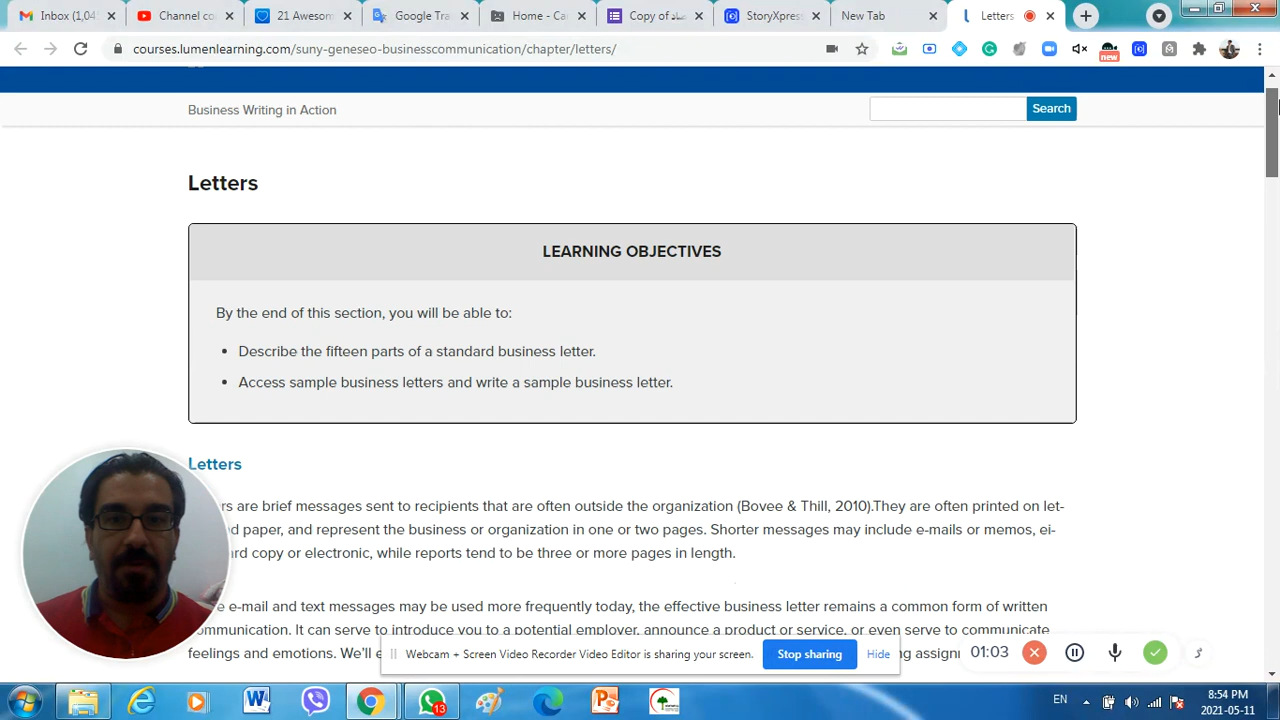 Inbox (1,04
Channel co
21 Awesom
Google Tra
Home - C
StoryXpres
New Tab
Letters
courses.lumenlearning.com/suny-geneseo-businesscommunication/chapter/letters/
new
Business Writing in Action
Search
Letters
LEARNING OBJECTIVES
By the end of this section, you will be able to:
• Describe the fifteen parts of a standard business letter.
• Access sample business letters and write a sample business letter.
Letters
rs are brief messages sent to recipients that are often outside the organization (Bovee & Thill, 2010).They are often printed on let-
d paper, and represent the business or organization in one or two pages. Shorter messages may include e-mails or memos, ei-
rd copy or electronic, while reports tend to be three or more pages in length.
e-mail and text messages may be used more frequently today, the effective business letter remains a common form of written
ommunication. It can serve to introduce you to a potential employer, announce a product or service, or even serve to communicate
feelings and emotions. We'll e
ng assignm
Webcam + Screen Video Recorder Video Editor is sharing your screen.
Stop sharing
Hide
01:03
13
EN
8:54 PM
2021-05-11